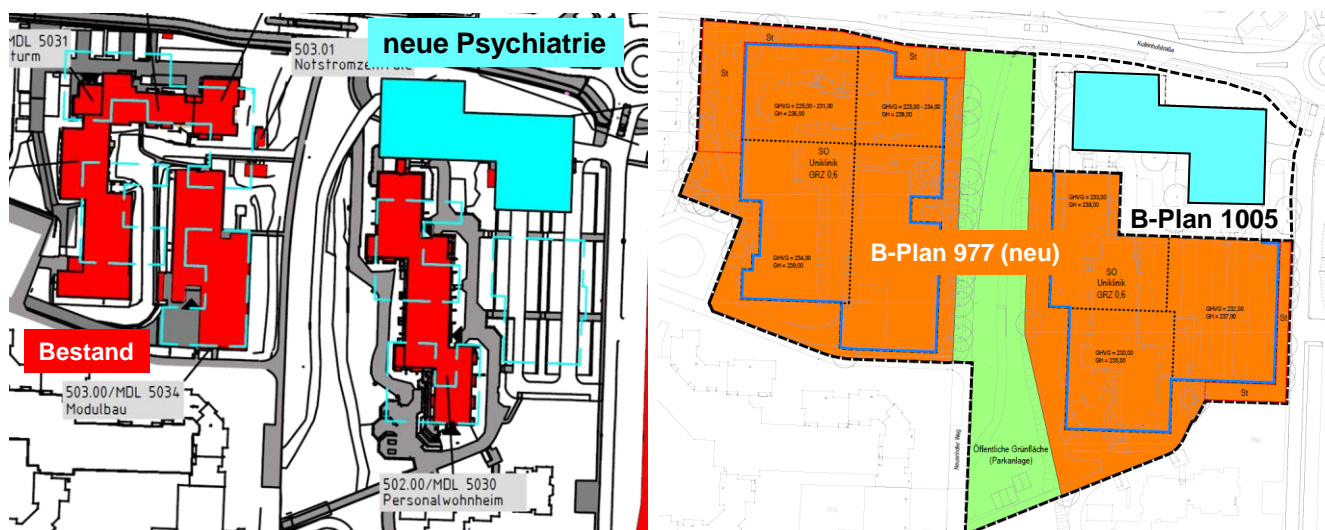 /MDL 5031
turm
503.01
Notstromzentrale
neue Psychiatrie
Bestand
503.00/MDL 5034
Modulbau
502.00/MDL 5030
Personalwohnheim
St
St
Kullenhofstraße
GHVG = 225,00 - 231,00
GH = 236,00
GHVG = 225,00 - 234,00
GH = 239,00
SO
Uniklinik
GRZ 0,6
GHVG = 233,00
GH = 238,00
B-Plan 1005
B-Plan 977 (neu)
GHVG = 234,00
GH = 239,00
SO
Uniklinik
GRZ 0,6
GHVG = 232,00
GH = 237,00
St
GHVG = 230,00
GH = 235,00
St
Neuenhofer Weg
Öffentliche Grünfläche
(Parkanlage)